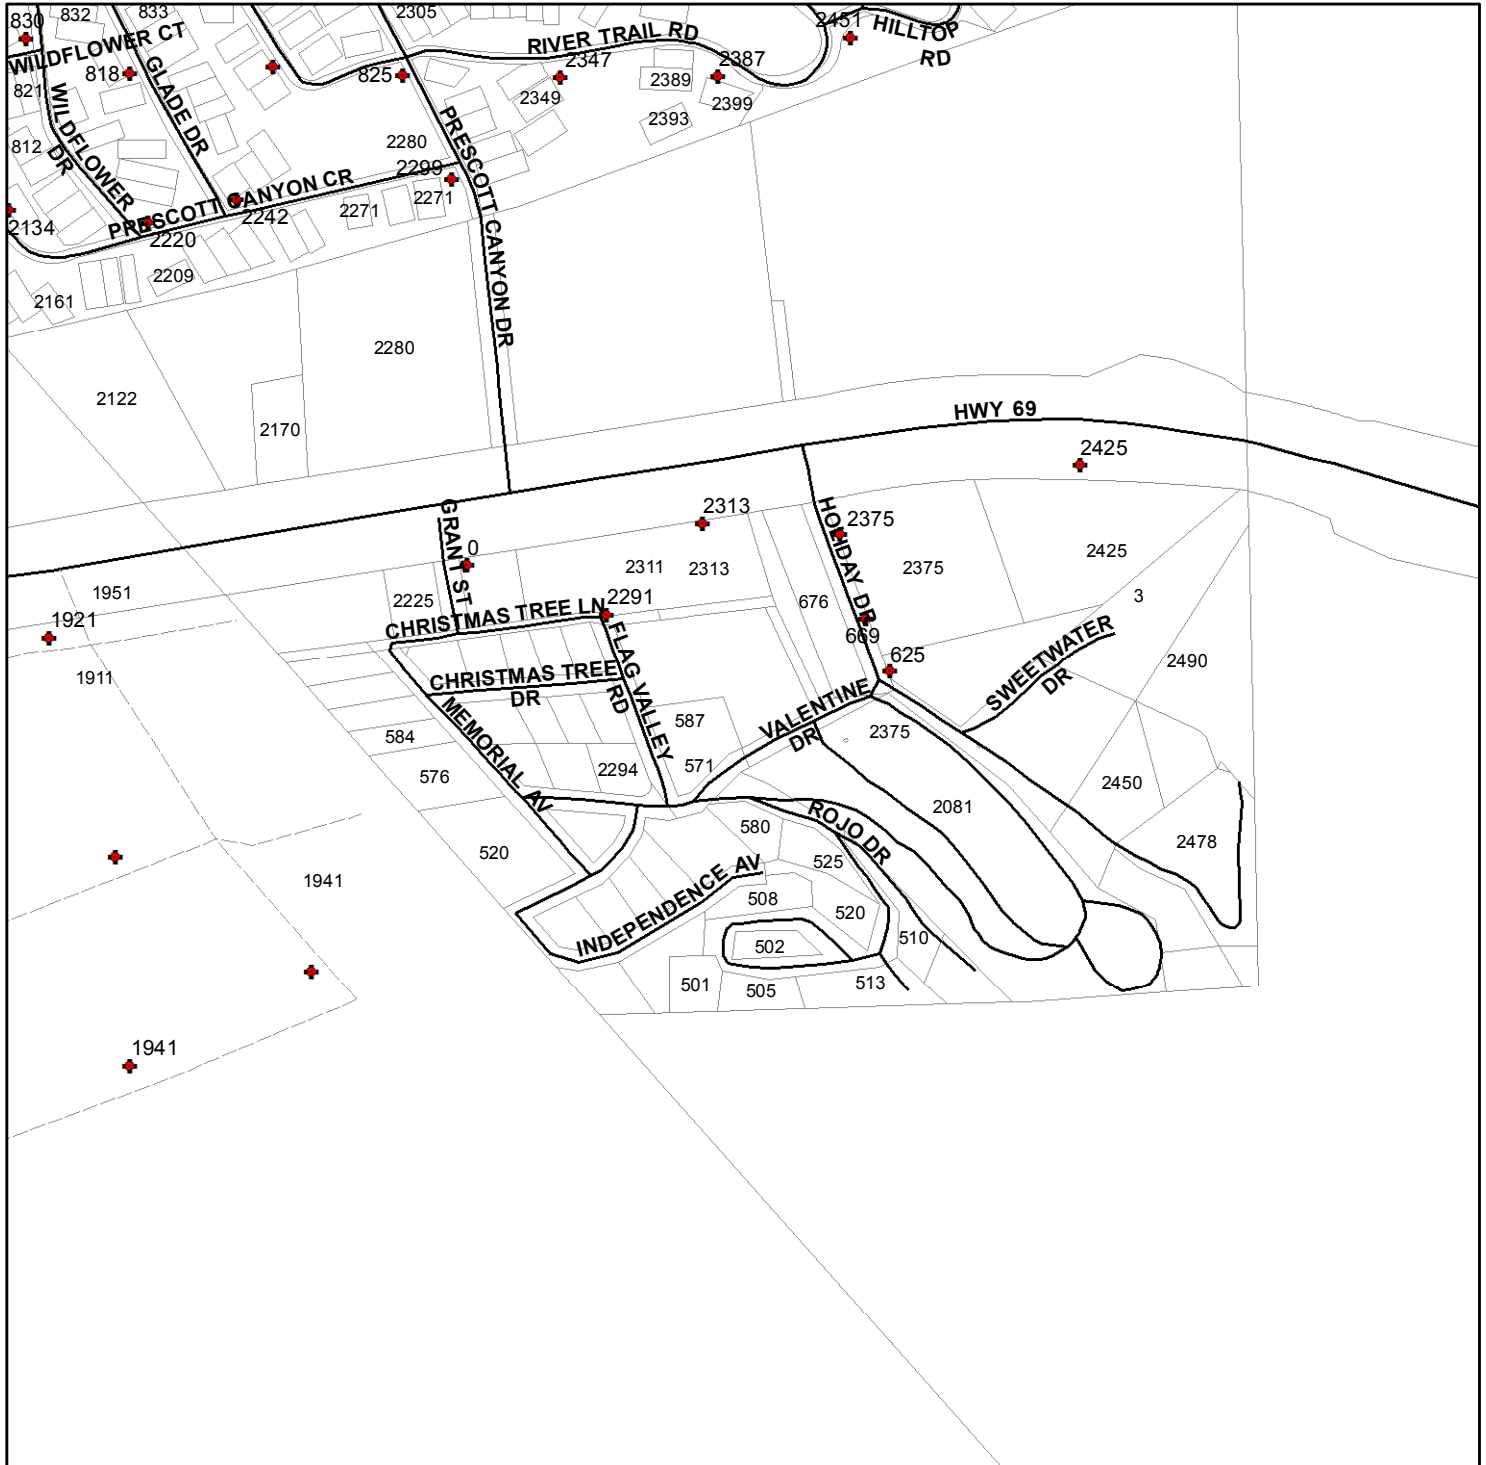 830
832
833
2305
2451
HILLTOP
RD
WILDFLOWER CT
RIVER TRAIL RD
818
GLADE DR
825
2347
2389
2387
821
WILDFLOWER
DR
2349
2399
2393
812
PRESCOTT CANYON DR
2280
2299
PRESCOTT CANYON CR
2271
2271
2134
2220
2242
2209
2161
2280
2122
2170
HWY 69
2425
GRANT ST
2313
2375
HOLIDAY DR
0
2311
2313
2375
2425
1951
2225
676
3
1921
CHRISTMAS TREE LN
2291
669
SWEETWATER
DR
625
2490
1911
CHRISTMAS TREE
DR
FLAG VALLEY
RD
VALENTINE
DR
MEMORIAL AV
584
587
2375
576
2294
571
2450
2081
580
ROJO DR
2478
520
1941
525
INDEPENDENCE AV
508
520
502
510
501
505
513
1941